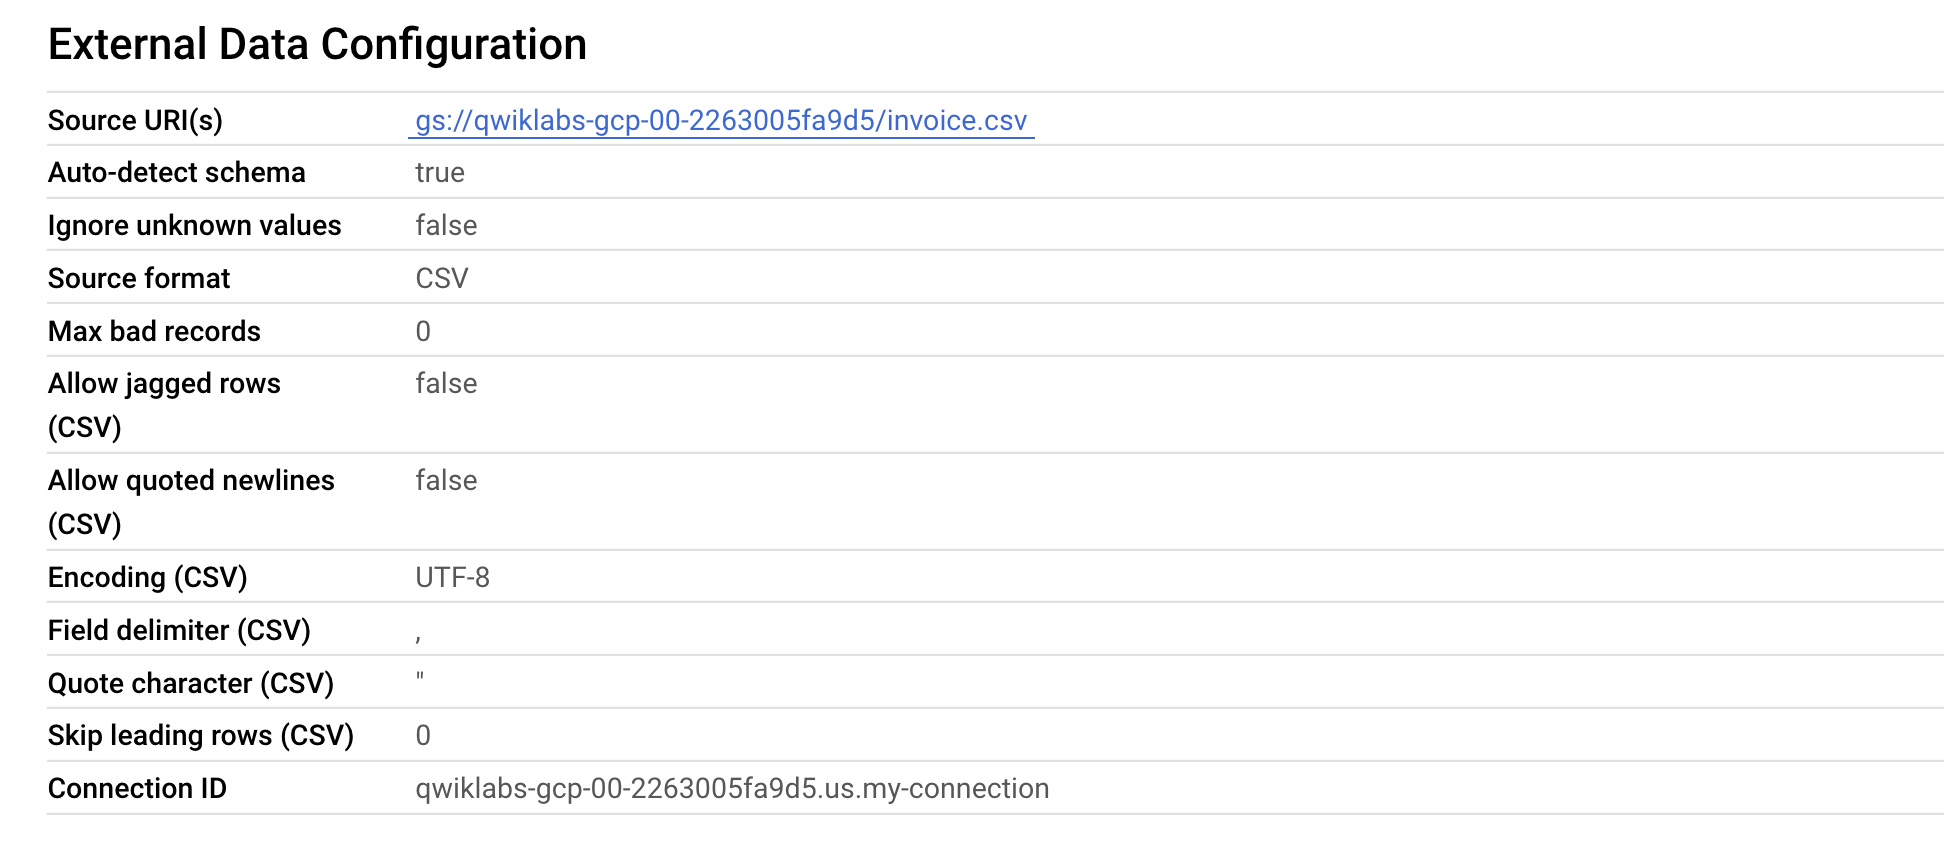 External Data Configuration
Source URI(s) gs://qwiklabs-gcp-00-2263005fa9d5/invoice.csv
Auto-detect schema true
Ignore unknown values false
Source format CSV
Max bad records 0
Allow jagged rows false
(CSV)
Allow quoted newlines false
(CSV)
Encoding (CSV) UTF-8
Field delimiter (CSV) ,
Quote character (CSV) "
Skip leading rows (CSV) 0
Connection ID qwiklabs-gcp-00-2263005fa9d5.us.my-connection